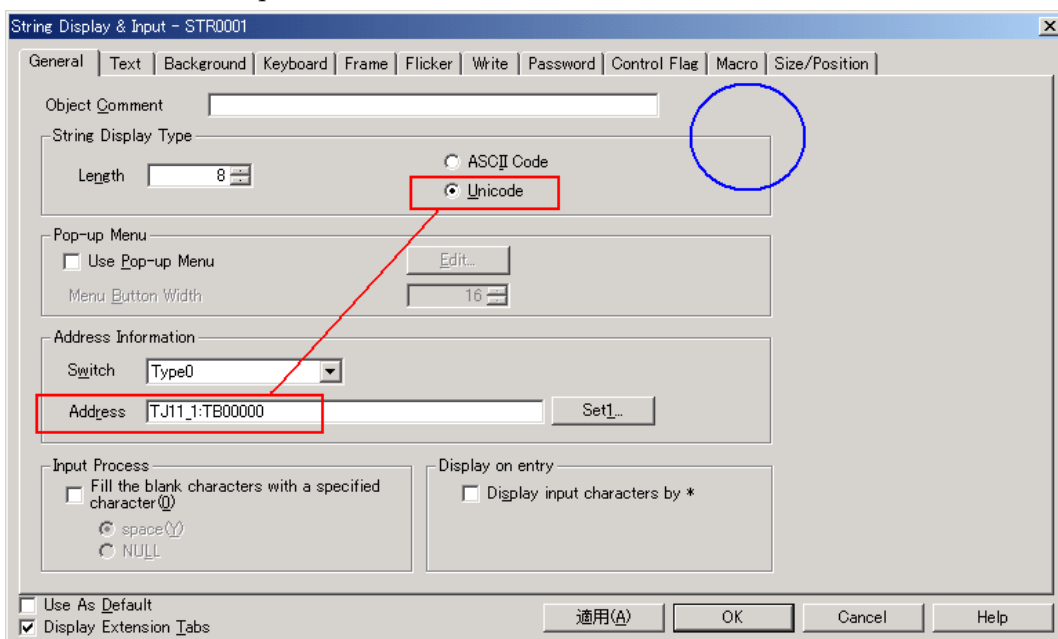 String Display & Input - STR0001
General Text Background Keyboard Frame Flicker Write Password Control Flag Macro Size/Position
Object Comment
String Display Type
Length 8
ASCII Code
Unicode
Pop-up Menu
Use Pop-up Menu Edit...
Menu Button Width 16
Address Information
Switch Type0
Address TJ11_1:TB00000 Set1...
Input Process
Fill the blank characters with a specified
character(0)
space(Y)
NULL
Display on entry
Display input characters by *
Use As Default
Display Extension Tabs
適用(A) OK Cancel Help